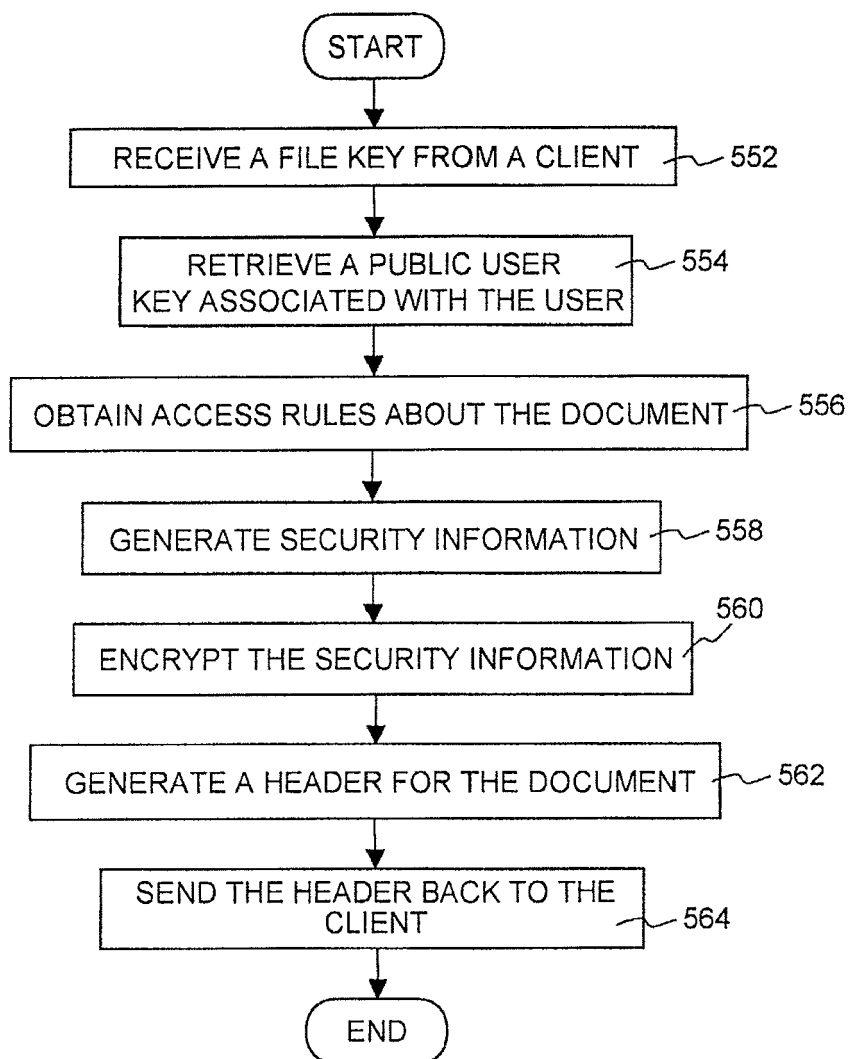 START
RECEIVE A FILE KEY FROM A CLIENT
552
RETRIEVE A PUBLIC USER
KEY ASSOCIATED WITH THE USER
554
OBTAIN ACCESS RULES ABOUT THE DOCUMENT
556
GENERATE SECURITY INFORMATION
558
ENCRYPT THE SECURITY INFORMATION
560
GENERATE A HEADER FOR THE DOCUMENT
562
SEND THE HEADER BACK TO THE
CLIENT
564
END